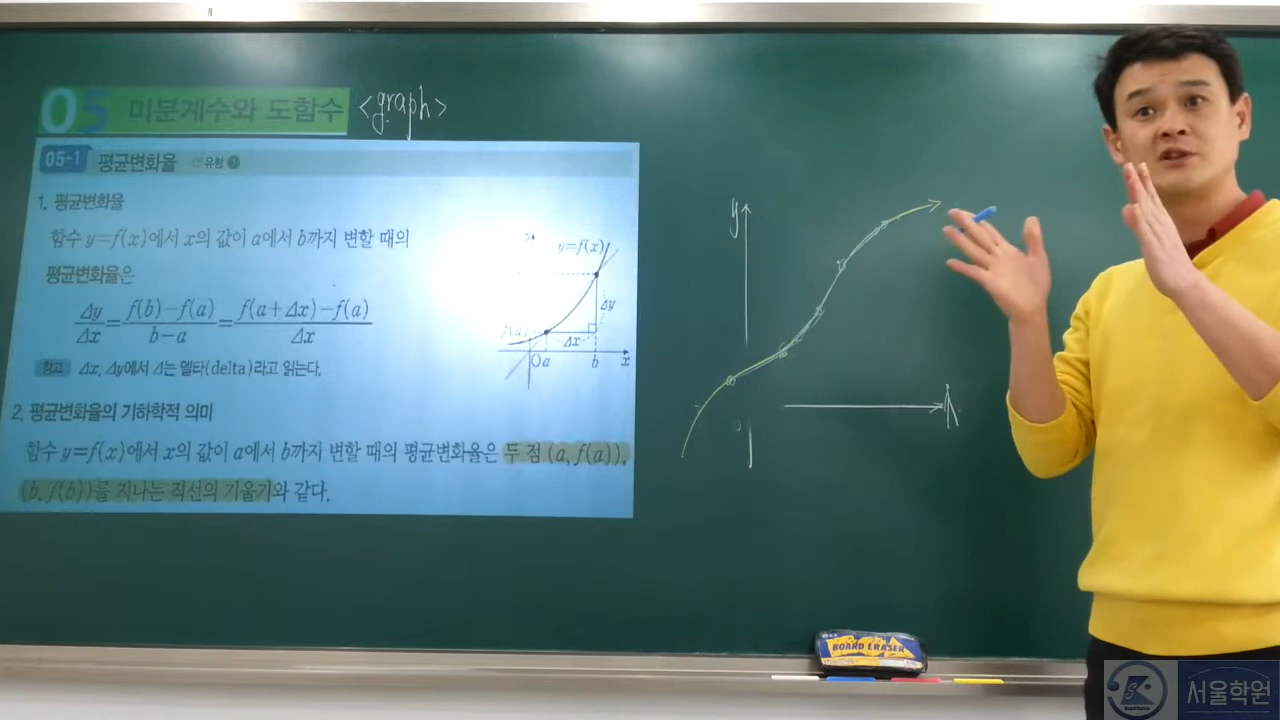 05 미분계수와 도함수 <graph>
05-1 평균변화율 유형 1
1. 평균변화율
함수 y=f(x)에서 x의 값이 a에서 b까지 변할 때의
평균변화율은
Δy/Δx = f(b)-f(a)/b-a = f(a+Δx)-f(a)/Δx
참고 Δx, Δy에서 Δ는 델타(delta)라고 읽는다.
2. 평균변화율의 기하학적 의미
함수 y=f(x)에서 x의 값이 a에서 b까지 변할 때의 평균변화율은 두 점 (a, f(a)),
(b, f(b))를 지나는 직선의 기울기와 같다.
y
y=f(x)
Δy
f(a)
Δx
O a b x
y
BOARD ERASER
서울학원